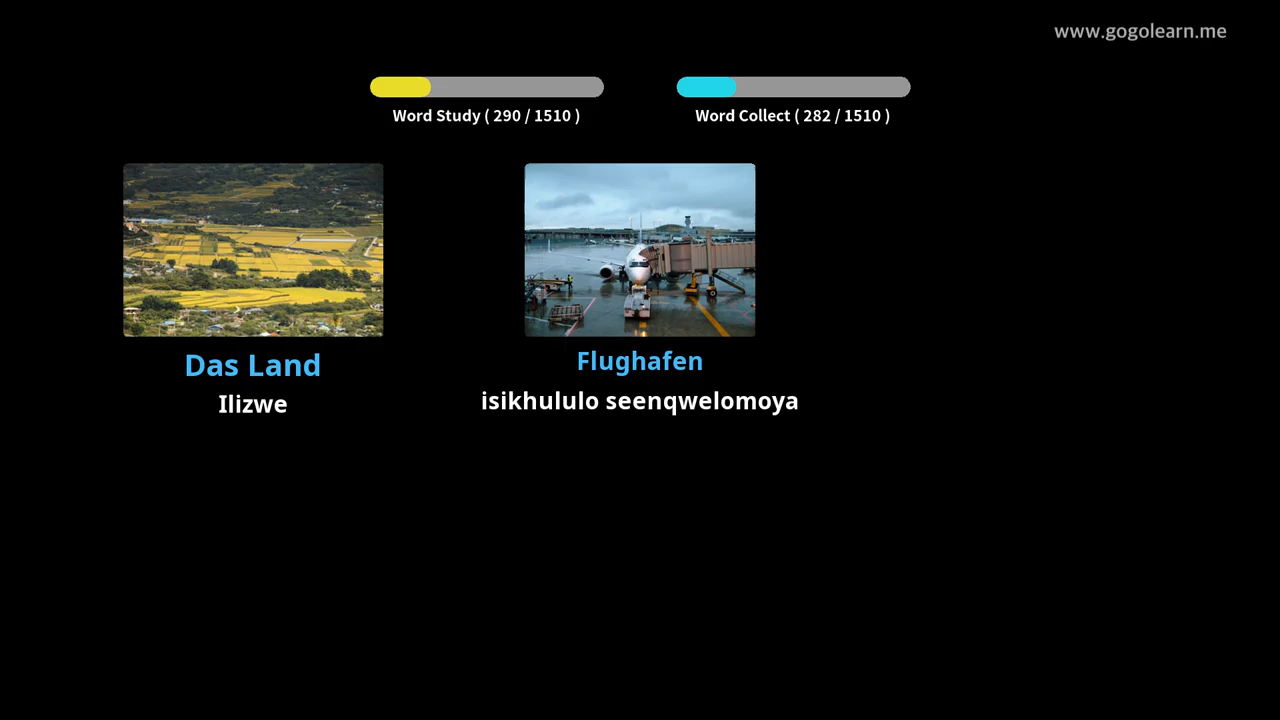 www.gogolearn.me
Word Study ( 290 / 1510 )
Word Collect ( 282 / 1510 )
Das Land
Ilizwe
Flughafen
isikhululo seenqwelomoya